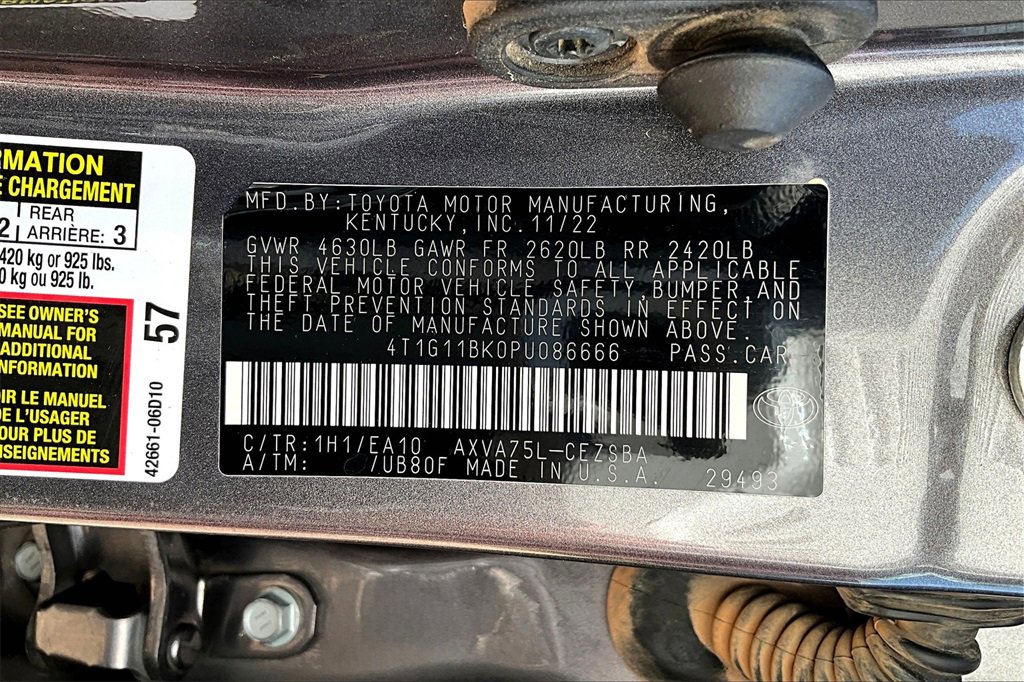 RMATION
E CHARGEMENT
2 REAR
ARRIÈRE: 3
420 kg or 925 lbs.
0 kg ou 925 lb.
SEE OWNER'S
MANUAL FOR
ADDITIONAL
INFORMATION
OIR LE MANUEL
DE L'USAGER
POUR PLUS DE
NSEIGNEMENTS
57
42661-06D10
MFD.BY:TOYOTA MOTOR MANUFACTURING,
KENTUCKY, INC. 11/22
GVWR 4630LB GAWR FR 2620LB RR 2420LB
THIS VEHICLE CONFORMS TO ALL APPLICABLE
FEDERAL MOTOR VEHICLE SAFETY,BUMPER,AND
THEFT PREVENTION STANDARDS IN EFFECT ON
THE DATE OF MANUFACTURE SHOWN ABOVE.
4T1G11BK0PU086666 PASS.CAR
C/TR:1H1/EA10 AXVA75L-CEZSBA
A/TM: /UB80F MADE IN U.S.A. 29493